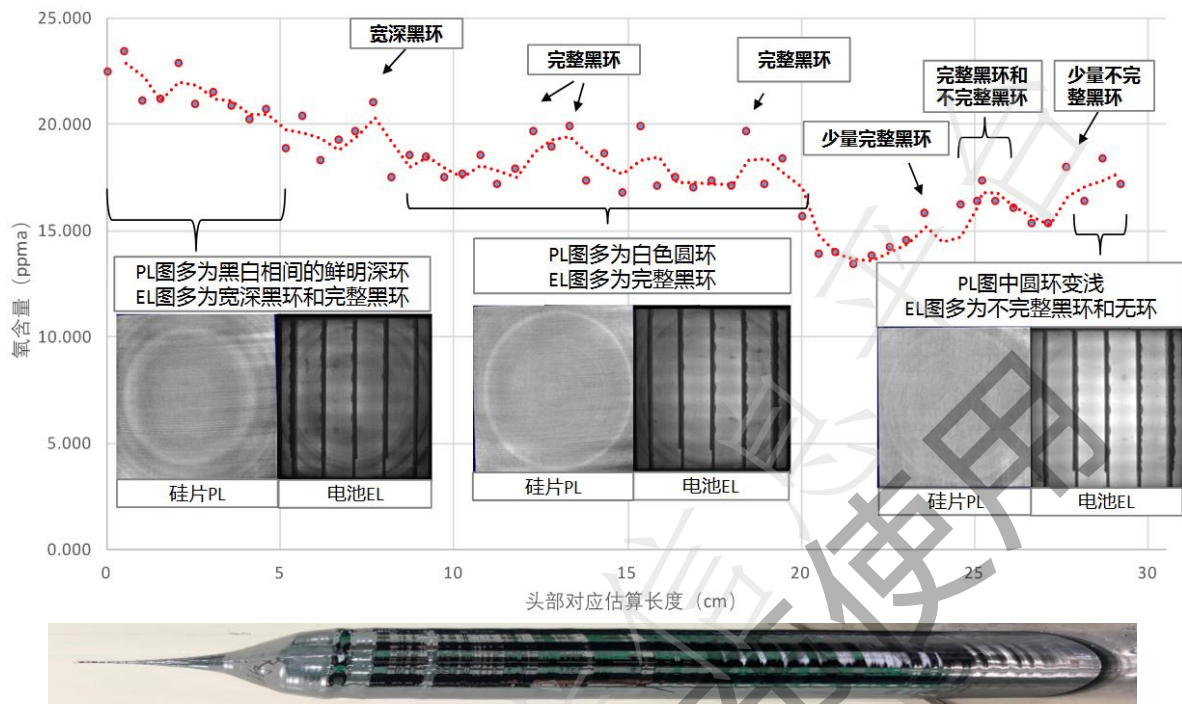 25.000
20.000
15.000
10.000
5.000
0.000
氧含量（ppma）
宽深黑环
完整黑环
完整黑环
完整黑环和
不完整黑环
少量不完
整黑环
少量完整黑环
PL图多为黑白相间的鲜明深环
EL图多为宽深黑环和完整黑环
硅片PL
电池EL
PL图多为白色圆环
EL图多为完整黑环
硅片PL
电池EL
PL图中圆环变浅
EL图多为不完整黑环和无环
硅片PL
电池EL
0
5
10
15
20
25
30
头部对应估算长度（cm）
使用